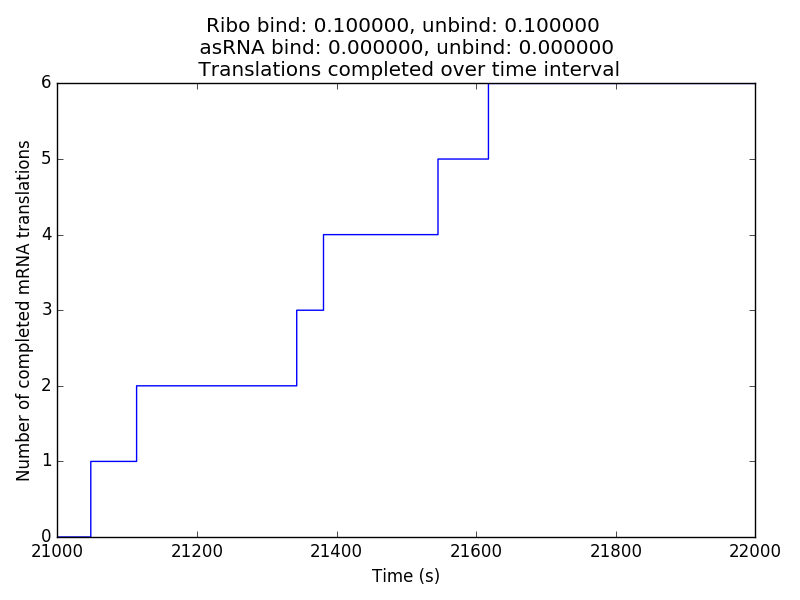 Ribo bind: 0.100000, unbind: 0.100000
asRNA bind: 0.000000, unbind: 0.000000
Translations completed over time interval
Number of completed mRNA translations
6
5
4
3
2
1
0
21000 21200 21400 21600 21800 22000
Time (s)